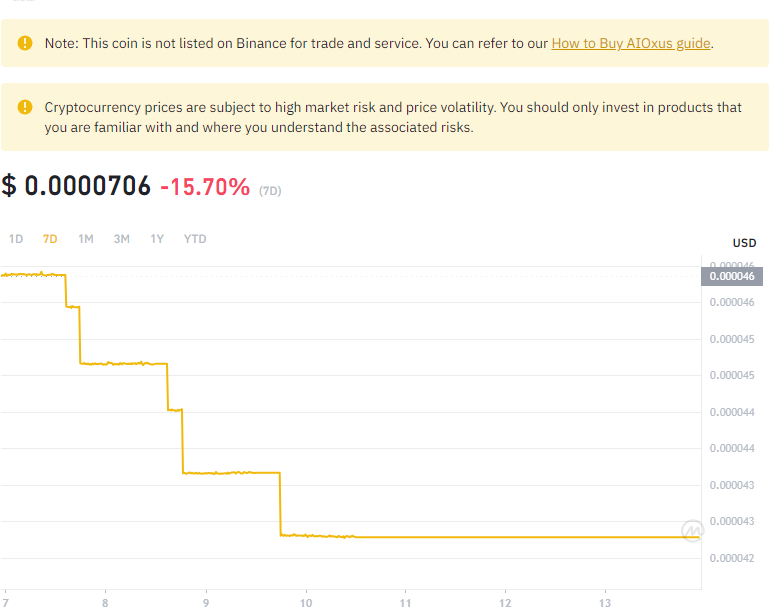 Note: This coin is not listed on Binance for trade and service. You can refer to our How to Buy AIOxus guide.
Cryptocurrency prices are subject to high market risk and price volatility. You should only invest in products that
you are familiar with and where you understand the associated risks.
$ 0.0000706 -15.70% (7D)
1D 7D 1M 3M 1Y YTD
USD
0.000046
0.000046
0.000046
0.000045
0.000045
0.000044
0.000044
0.000043
0.000043
0.000042
7 8 9 10 11 12 13